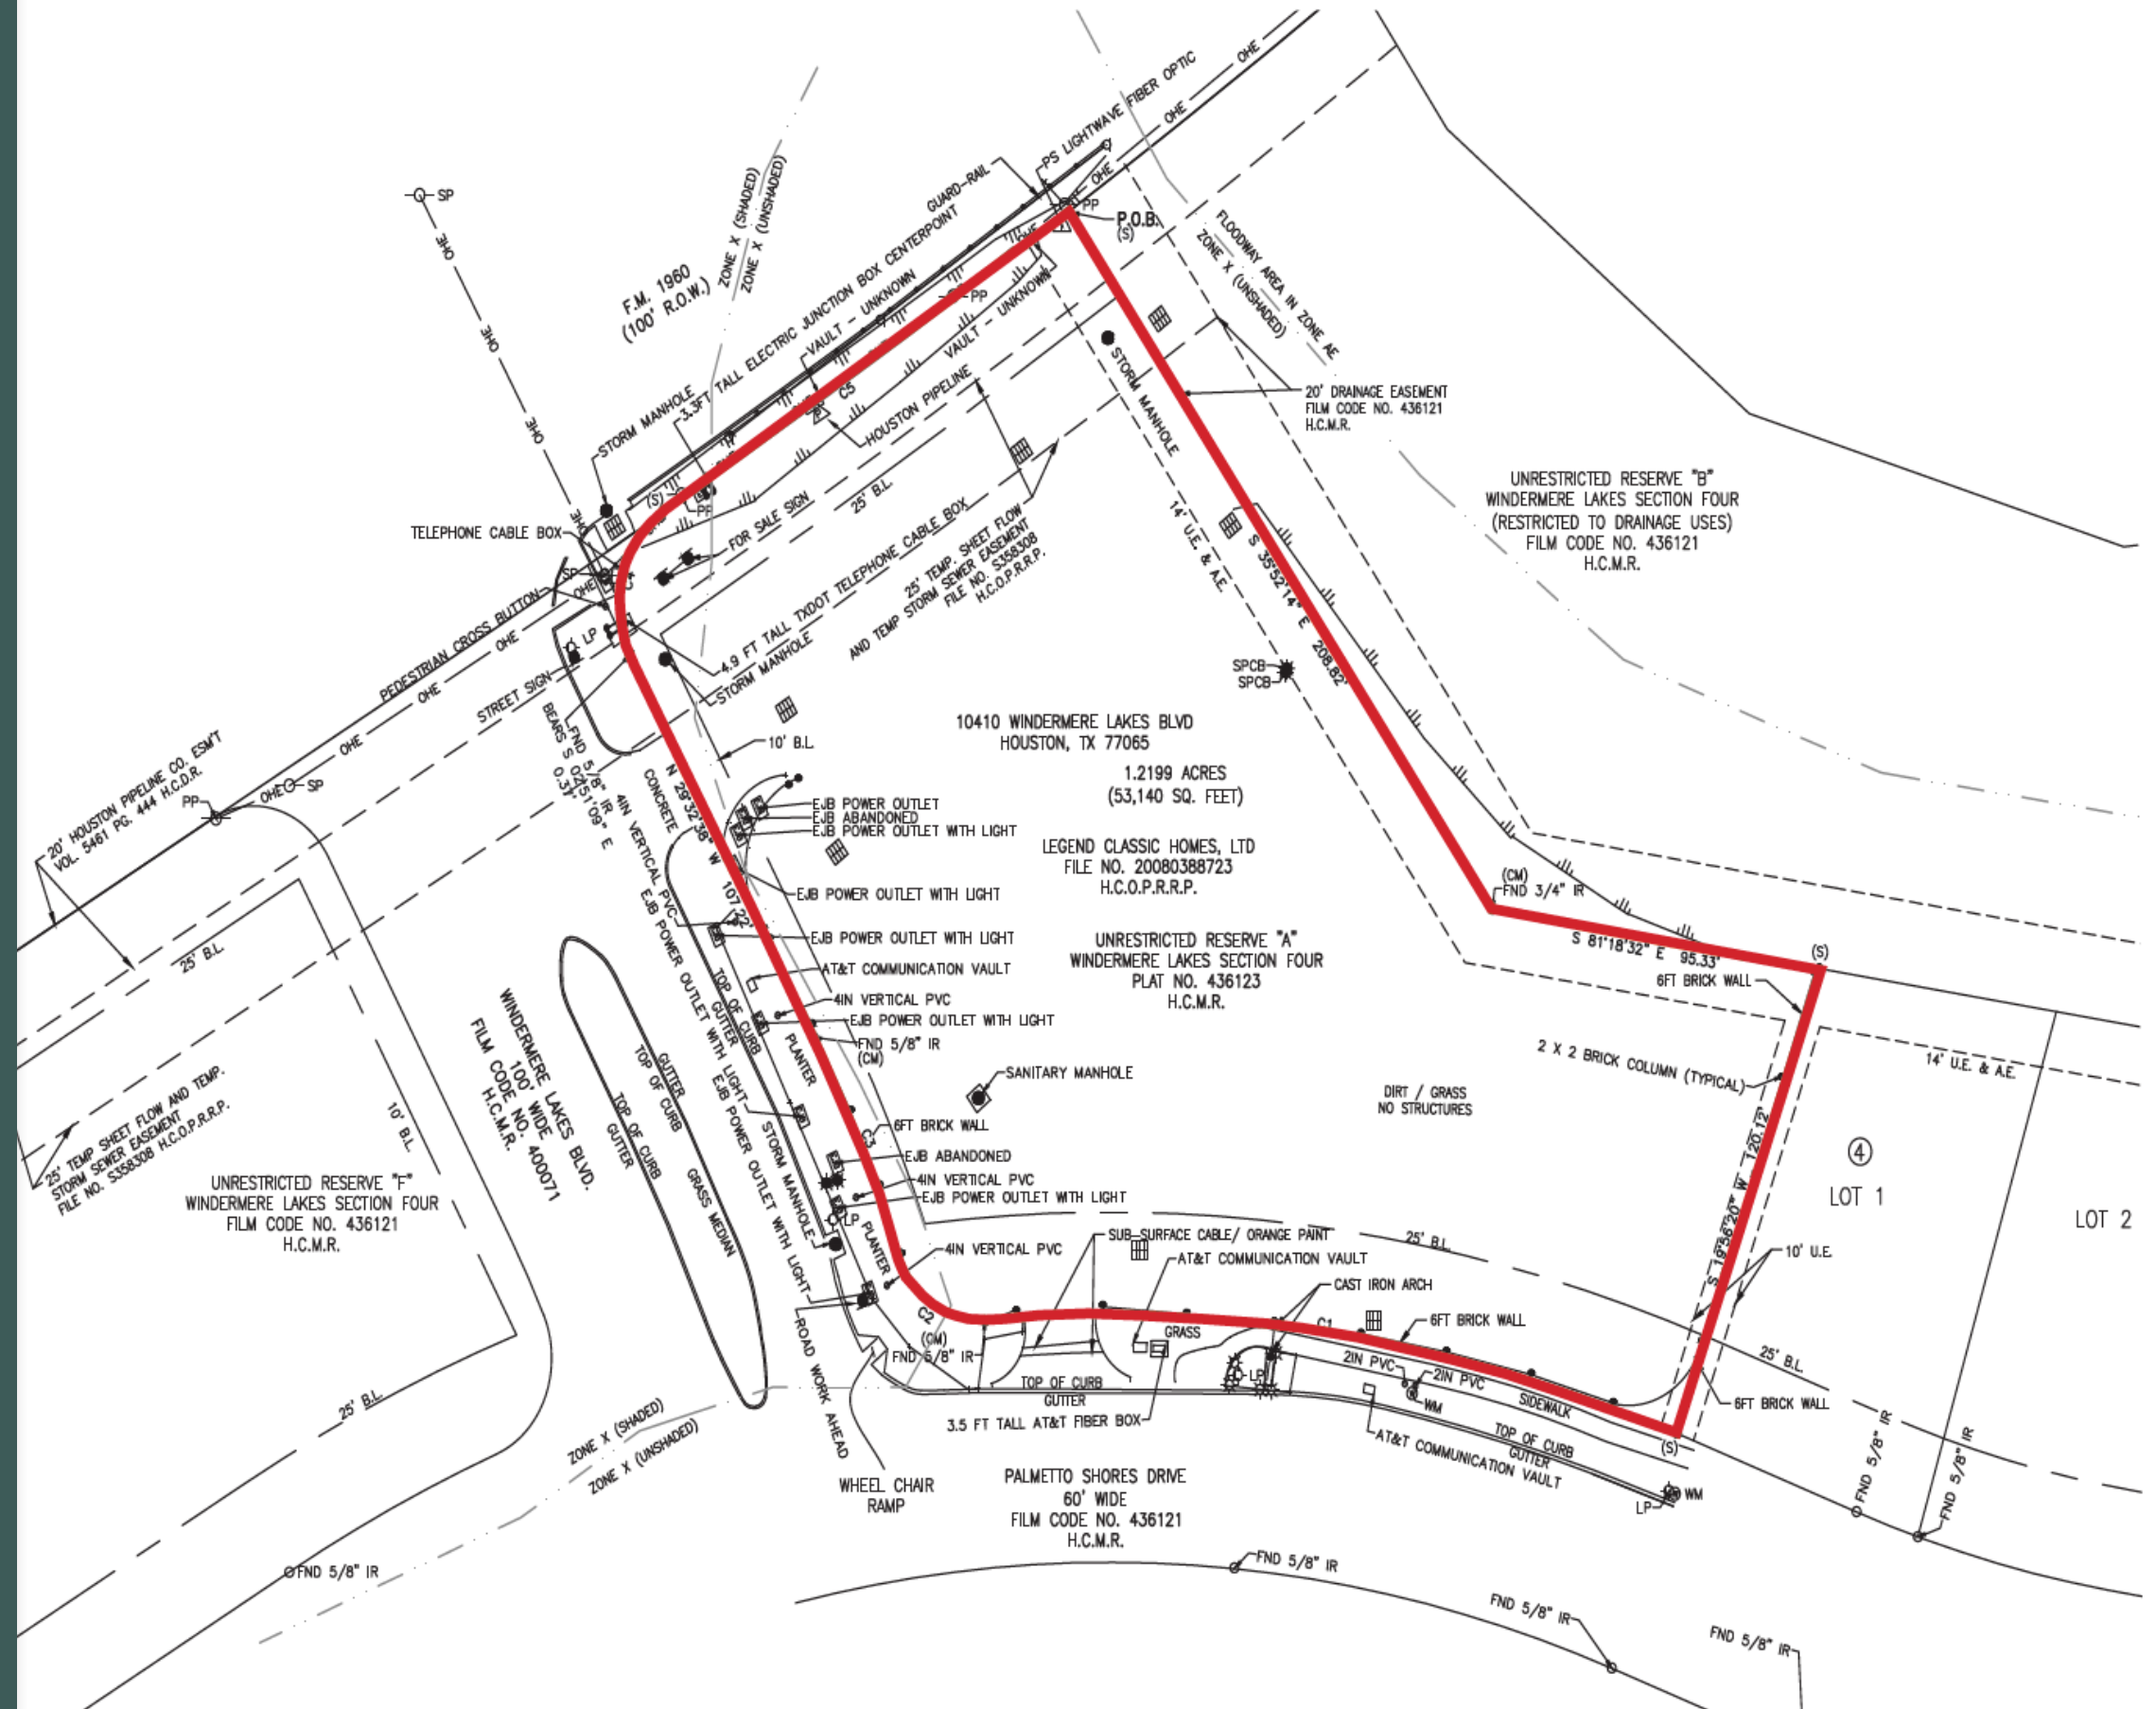 PS LIGHTWAVE FIBER OPTIC
OHE
OHE
OHE
GUARD-RAIL
PP
P.O.B.
(S)
SP
OHE
OHE
OHE
OHE
ZONE X (SHADED)
ZONE X (UNSHADED)
F.M. 1960
(100' R.O.W.)
3.3FT TALL ELECTRIC JUNCTION BOX CENTERPOINT
VAULT - UNKNOWN
PP
VAULT - UNKNOWN
C5
HOUSTON PIPELINE
STORM MANHOLE
FLOODWAY AREA IN ZONE AE
ZONE X (UNSHADED)
STORM MANHOLE
20' DRAINAGE EASEMENT
FILM CODE NO. 436121
H.C.M.R.
UNRESTRICTED RESERVE "B"
WINDERMERE LAKES SECTION FOUR
(RESTRICTED TO DRAINAGE USES)
FILM CODE NO. 436121
H.C.M.R.
(S)
PP
25' B.L.
FOR SALE SIGN
TELEPHONE CABLE BOX
SP
OHE
14' U.E. & A.E.
25' TEMP. SHEET FLOW
AND TEMP STORM SEWER EASEMENT
FILE NO. S358308
H.C.O.P.R.R.P.
4.9 FT TALL TXDOT TELEPHONE CABLE BOX
STORM MANHOLE
PEDESTRIAN CROSS BUTTON
OHE
OHE
OHE
LP
STREET SIGN
S 35°52'14" E 208.82'
SPCB
SPCB
10410 WINDERMERE LAKES BLVD
HOUSTON, TX 77065
1.2199 ACRES
(53,140 SQ. FEET)
LEGEND CLASSIC HOMES, LTD
FILE NO. 20080388723
H.C.O.P.R.R.P.
UNRESTRICTED RESERVE "A"
WINDERMERE LAKES SECTION FOUR
PLAT NO. 436123
H.C.M.R.
10' B.L.
FND 5/8" IR
BEARS S 02°51'09" E
0.37'
20' HOUSTON PIPELINE CO. ESM'T
VOL. 5461 PG. 444 H.C.D.R.
PP
OHE
SP
N 29°32'38" W 107.22'
CONCRETE
4IN VERTICAL PVC
EJB POWER OUTLET WITH LIGHT
EJB POWER OUTLET
EJB ABANDONED
EJB POWER OUTLET WITH LIGHT
EJB POWER OUTLET WITH LIGHT
EJB POWER OUTLET WITH LIGHT
AT&T COMMUNICATION VAULT
4IN VERTICAL PVC
EJB POWER OUTLET WITH LIGHT
FND 5/8" IR
(CM)
(CM)
FND 3/4" IR
S 81°18'32" E 95.33'
(S)
6FT BRICK WALL
2 X 2 BRICK COLUMN (TYPICAL)
14' U.E. & A.E.
25' B.L.
TOP OF CURB
GUTTER
PLANTER
SANITARY MANHOLE
DIRT / GRASS
NO STRUCTURES
WINDERMERE LAKES BLVD.
100' WIDE
FILM CODE NO. 400071
H.C.M.R.
GUTTER
TOP OF CURB
TOP OF CURB
GUTTER
GRASS MEDIAN
EJB POWER OUTLET WITH LIGHT
STORM MANHOLE
C3
6FT BRICK WALL
EJB ABANDONED
4IN VERTICAL PVC
EJB POWER OUTLET WITH LIGHT
LP
PLANTER
4IN VERTICAL PVC
4
LOT 1
LOT 2
S 19°56'20" W 120.12'
10' U.E.
25' TEMP SHEET FLOW AND TEMP.
STORM SEWER EASEMENT
FILE NO. S358308 H.C.O.P.R.R.P.
10' B.L.
UNRESTRICTED RESERVE "F"
WINDERMERE LAKES SECTION FOUR
FILM CODE NO. 436121
H.C.M.R.
SUB-SURFACE CABLE/ ORANGE PAINT
AT&T COMMUNICATION VAULT
CAST IRON ARCH
25' B.L.
C2
(CM)
FND 5/8" IR
GRASS
C1
6FT BRICK WALL
25' B.L.
2IN PVC
2IN PVC
LP
WM
SIDEWALK
6FT BRICK WALL
TOP OF CURB
GUTTER
3.5 FT TALL AT&T FIBER BOX
AT&T COMMUNICATION VAULT
TOP OF CURB
GUTTER
(S)
LP
WM
ROAD WORK AHEAD
WHEEL CHAIR
RAMP
25' B.L.
ZONE X (SHADED)
ZONE X (UNSHADED)
PALMETTO SHORES DRIVE
60' WIDE
FILM CODE NO. 436121
H.C.M.R.
FND 5/8" IR
FND 5/8" IR
FND 5/8" IR
FND 5/8" IR
FND 5/8" IR
FND 5/8" IR